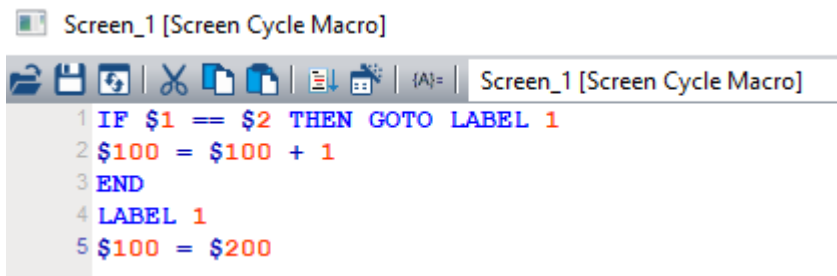 Screen_1 [Screen Cycle Macro]
{A}= Screen_1 [Screen Cycle Macro]
1 IF $1 == $2 THEN GOTO LABEL 1
2 $100 = $100 + 1
3 END
4 LABEL 1
5 $100 = $200